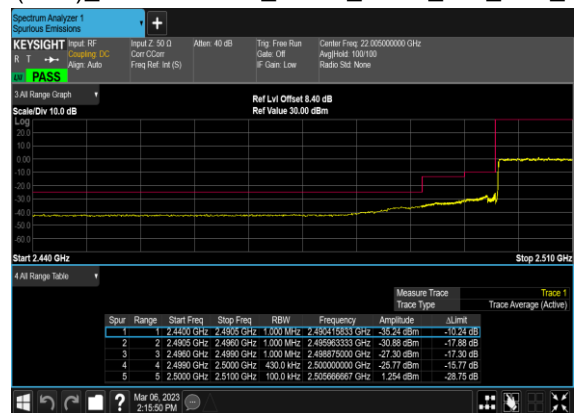 Spectrum Analyzer 1
Spurious Emissions
KEYSIGHT Input: RF Input Z: 50 Ω Atten: 40 dB Trig: Free Run Center Freq: 22.005000000 GHz
R T Coupling: DC Corr CCorr Gate: Off Avg|Hold: 100/100
Align: Auto Freq Ref: Int (S) IF Gain: Low Radio Std: None
PASS
3 All Range Graph
Ref Lvl Offset 8.40 dB
Scale/Div 10.0 dB Ref Value 30.00 dBm
Log
20.0
10.0
0.00
-10.0
-20.0
-30.0
-40.0
-50.0
-60.0
Start 2.440 GHz Stop 2.510 GHz
4 All Range Table
Measure Trace Trace 1
Trace Type Trace Average (Active)
Spur Range Start Freq Stop Freq RBW Frequency Amplitude ΔLimit
1 1 2.4400 GHz 2.4905 GHz 1.000 MHz 2.490415833 GHz -35.24 dBm -10.24 dB
2 2 2.4905 GHz 2.4960 GHz 1.000 MHz 2.495963333 GHz -30.88 dBm -17.88 dB
3 3 2.4960 GHz 2.4990 GHz 1.000 MHz 2.498875000 GHz -27.30 dBm -17.30 dB
4 4 2.4990 GHz 2.5000 GHz 430.0 kHz 2.500000000 GHz -25.77 dBm -15.77 dB
5 5 2.5000 GHz 2.5100 GHz 100.0 kHz 2.505666667 GHz 1.254 dBm -28.75 dB
? Mar 06, 2023
2:15:50 PM